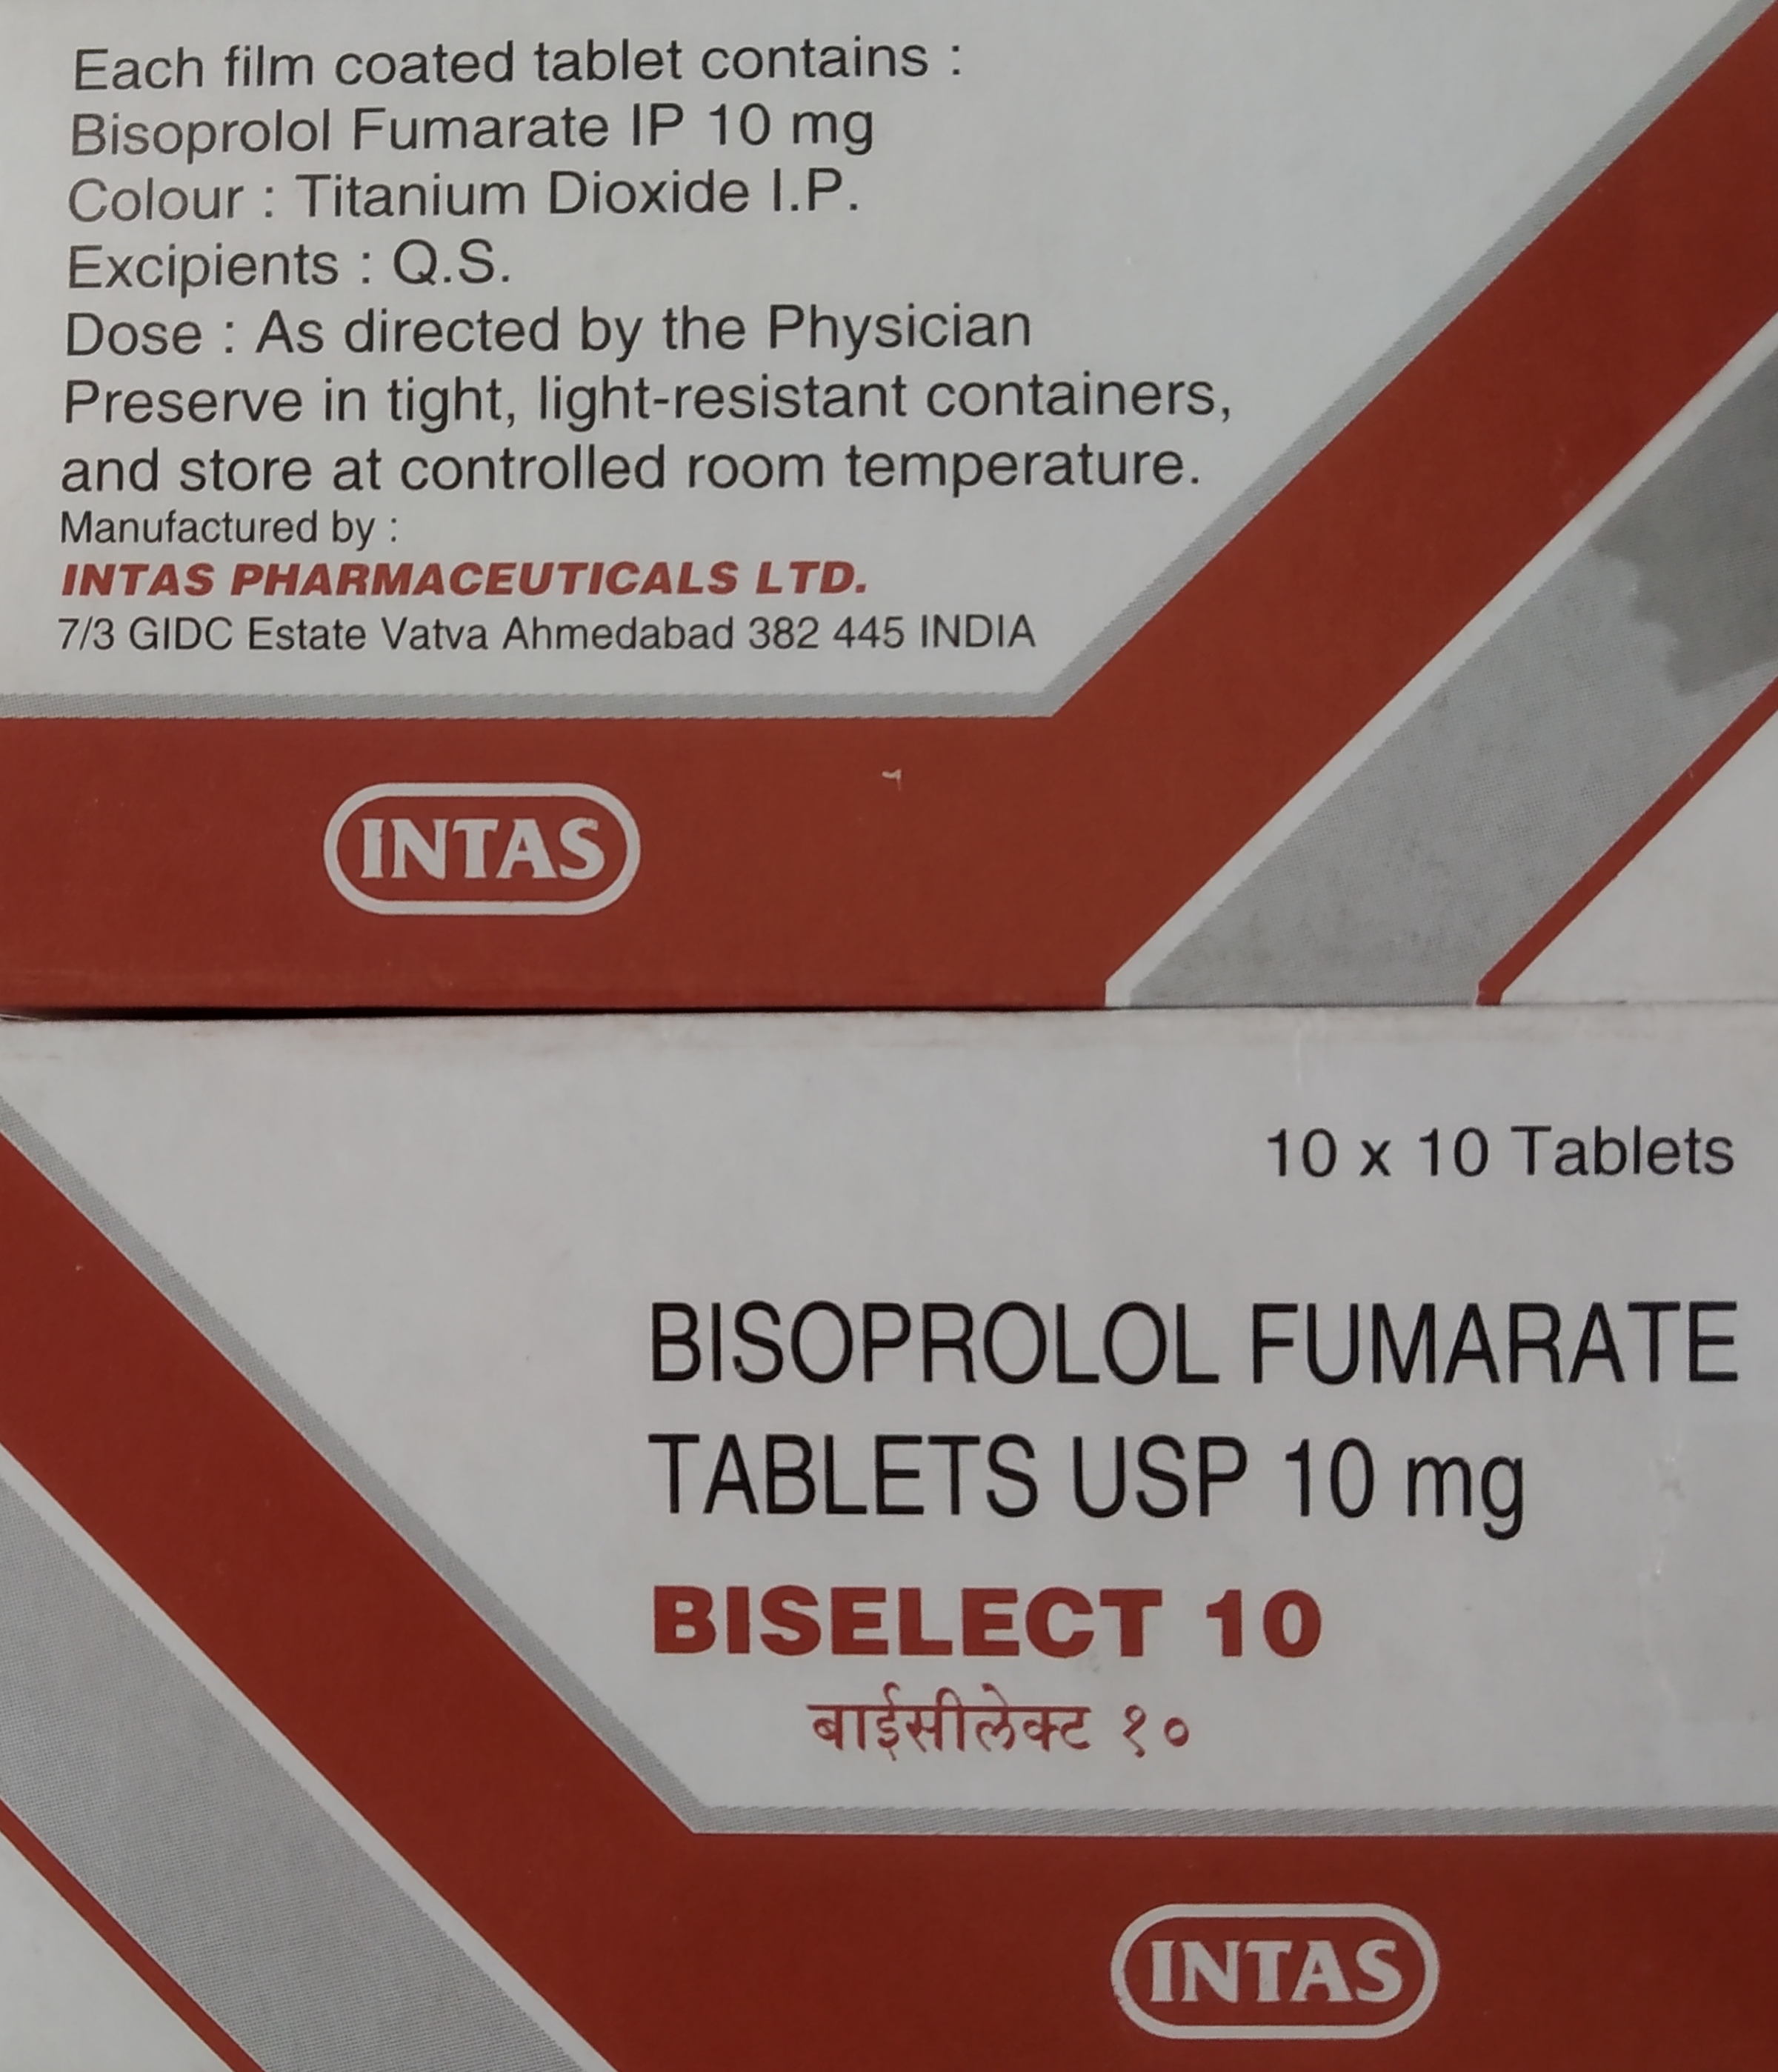 Each film coated tablet contains :
Bisoprolol Fumarate IP 10 mg
Colour : Titanium Dioxide I.P.
Excipients : Q.S.
Dose : As directed by the Physician
Preserve in tight, light-resistant containers,
and store at controlled room temperature.
Manufactured by :
INTAS PHARMACEUTICALS LTD.
7/3 GIDC Estate Vatva Ahmedabad 382 445 INDIA
INTAS
10 x 10 Tablets
BISOPROLOL FUMARATE
TABLETS USP 10 mg
BISELECT 10
बाईसीलेक्ट १०
INTAS